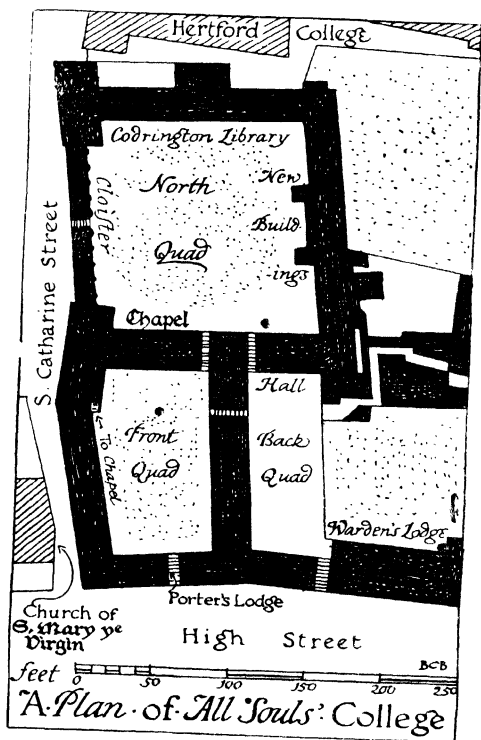 Hertford College
Codrington Library
North
Quad
New
Build
-ings
Cloister
S Catharine Street
Chapel
Hall
Front
Quad
Back
Quad
To Chapel
Warden's Lodge
Porter's Lodge
Church of
S. Mary ye
Virgin
High Street
BCB
feet 0 50 100 150 200 250
"A·Plan·of·All Souls' College